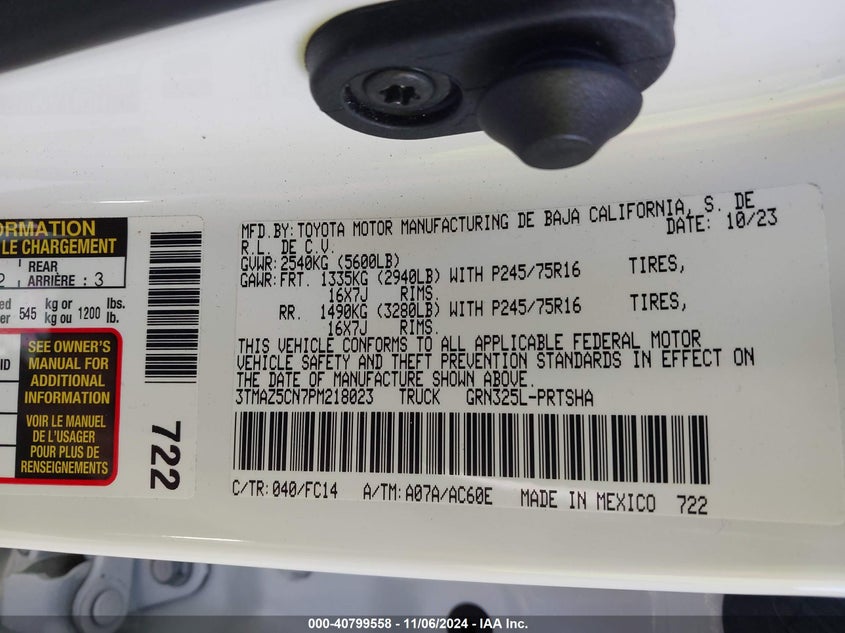 ORMATION
LE CHARGEMENT
2 REAR ARRIÈRE : 3
545 kg or kg ou 1200 lbs. lb.
ID
SEE OWNER'S
MANUAL FOR
ADDITIONAL
INFORMATION
VOIR LE MANUEL
DE L'USAGER
POUR PLUS DE
RENSEIGNEMENTS
722
MFD.BY:TOYOTA MOTOR MANUFACTURING DE BAJA CALIFORNIA, S. DE
R.L. DE C.V. DATE: 10/23
GVWR:2540KG (5600LB)
GAWR:FRT. 1335KG (2940LB) WITH P245/75R16 TIRES,
16X7J RIMS.
RR. 1490KG (3280LB) WITH P245/75R16 TIRES,
16X7J RIMS.
THIS VEHICLE CONFORMS TO ALL APPLICABLE FEDERAL MOTOR
VEHICLE SAFETY AND THEFT PREVENTION STANDARDS IN EFFECT ON
THE DATE OF MANUFACTURE SHOWN ABOVE.
3TMAZ5CN7PM218023 TRUCK GRN325L-PRTSHA
C/TR:040/FC14 A/TM:A07A/AC60E MADE IN MEXICO 722
000-40799558 - 11/06/2024 - IAA Inc.